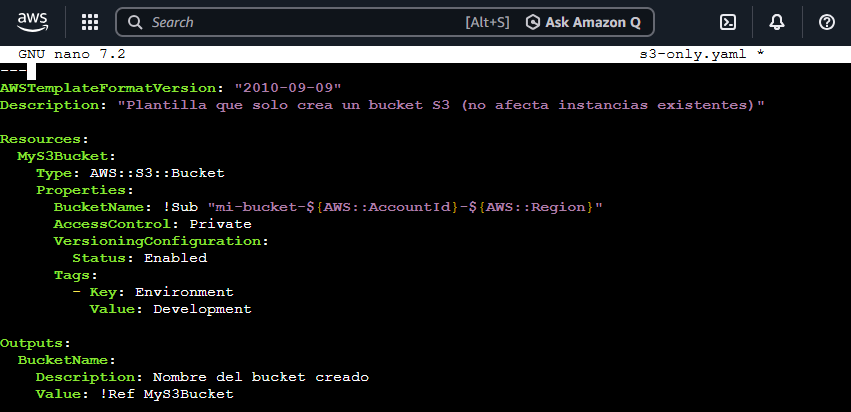 aws Search [Alt+S] Ask Amazon Q
GNU nano 7.2 s3-only.yaml *
---
AWSTemplateFormatVersion: "2010-09-09"
Description: "Plantilla que solo crea un bucket S3 (no afecta instancias existentes)"

Resources:
  MyS3Bucket:
    Type: AWS::S3::Bucket
    Properties:
      BucketName: !Sub "mi-bucket-${AWS::AccountId}-${AWS::Region}"
      AccessControl: Private
      VersioningConfiguration:
        Status: Enabled
      Tags:
        - Key: Environment
          Value: Development

Outputs:
  BucketName:
    Description: Nombre del bucket creado
    Value: !Ref MyS3Bucket